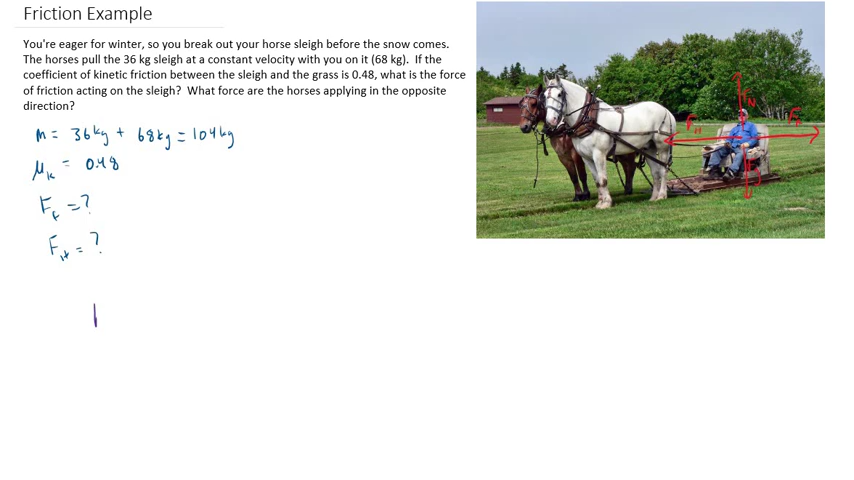 Friction Example
You're eager for winter, so you break out your horse sleigh before the snow comes.
The horses pull the 36 kg sleigh at a constant velocity with you on it (68 kg). If the
coefficient of kinetic friction between the sleigh and the grass is 0.48, what is the force
of friction acting on the sleigh? What force are the horses applying in the opposite
direction?
m = 36kg + 68kg = 104kg
μk = 0.48
Ff = ?
FH = ?
FN
FH
Ff